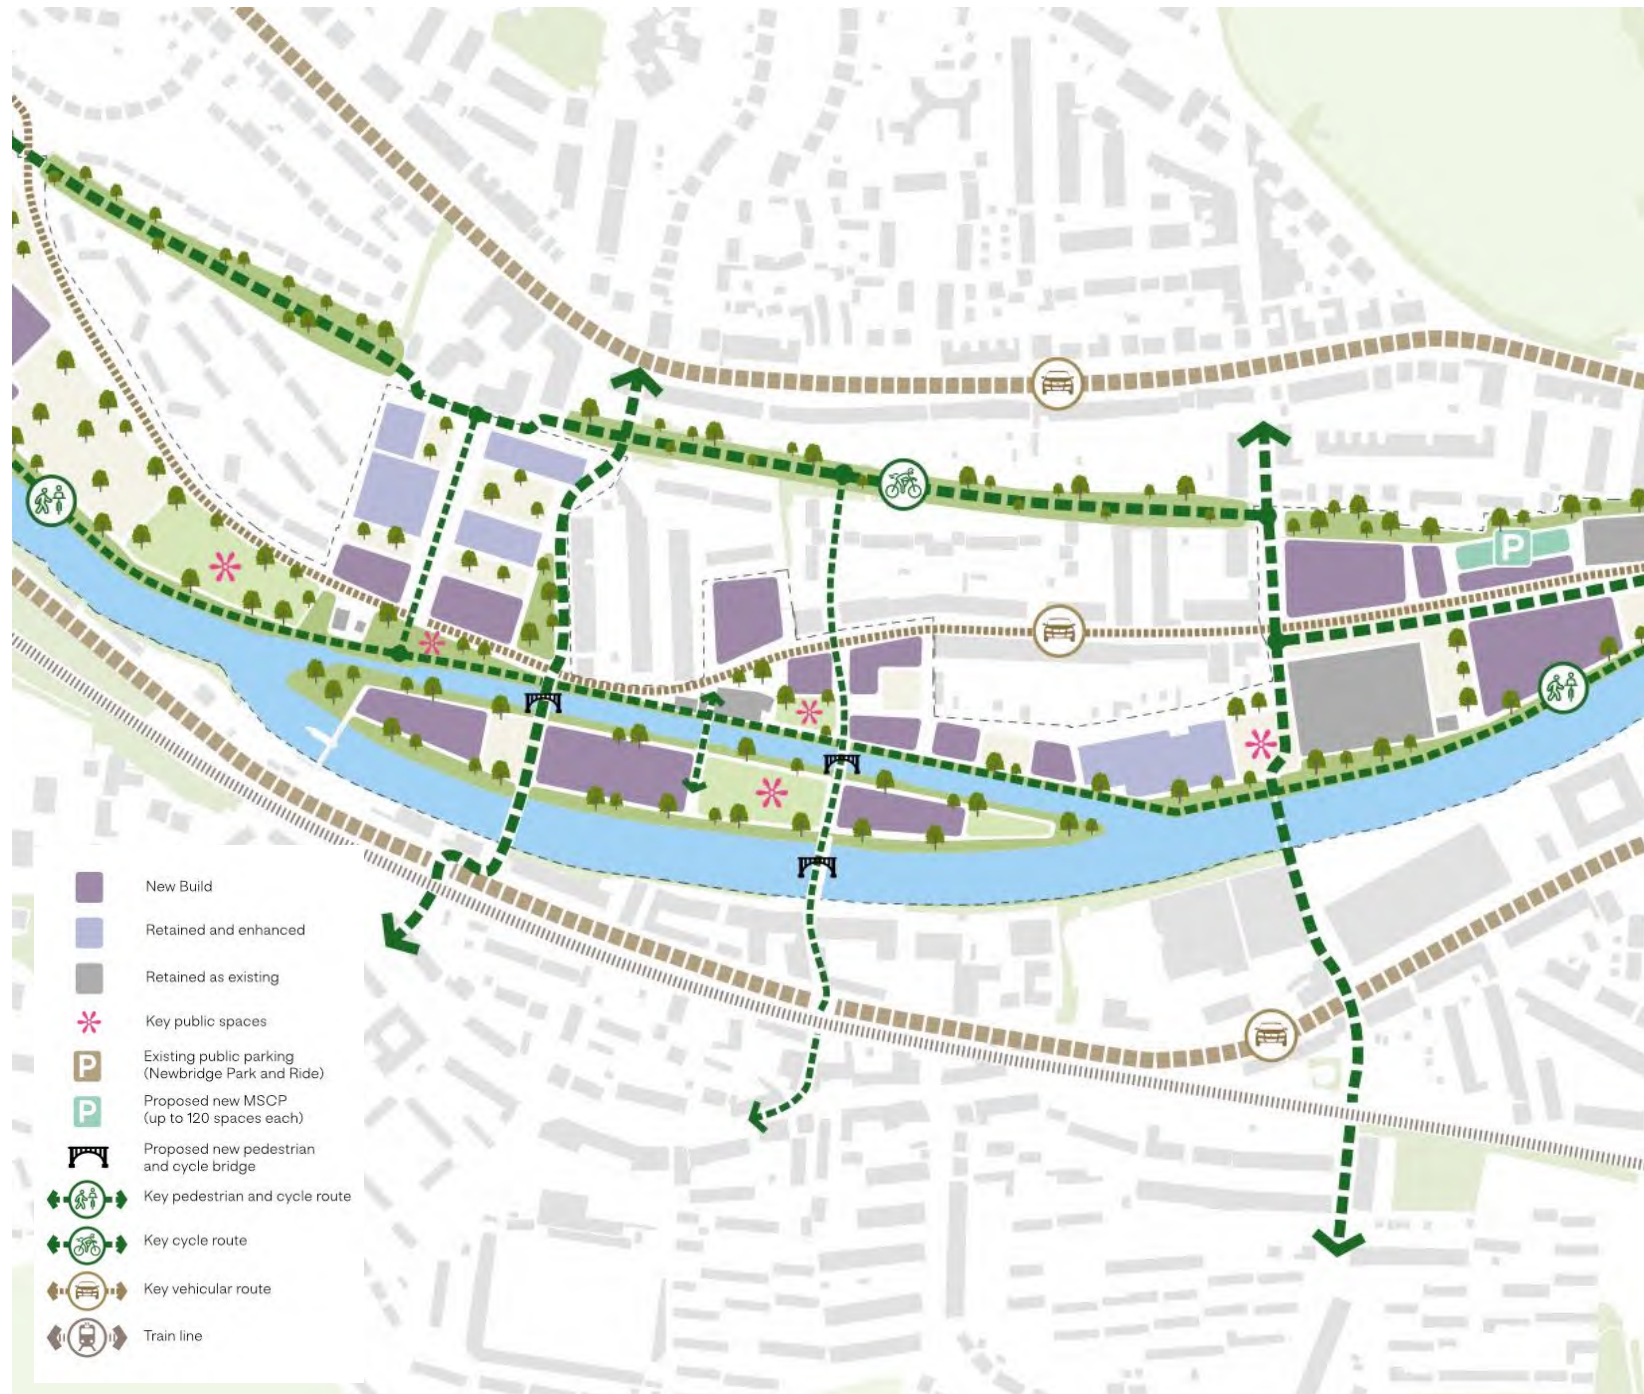 P
New Build
Retained and enhanced
Retained as existing
Key public spaces
P
Existing public parking
(Newbridge Park and Ride)
P
Proposed new MSCP
(up to 120 spaces each)
Proposed new pedestrian
and cycle bridge
Key pedestrian and cycle route
Key cycle route
Key vehicular route
Train line